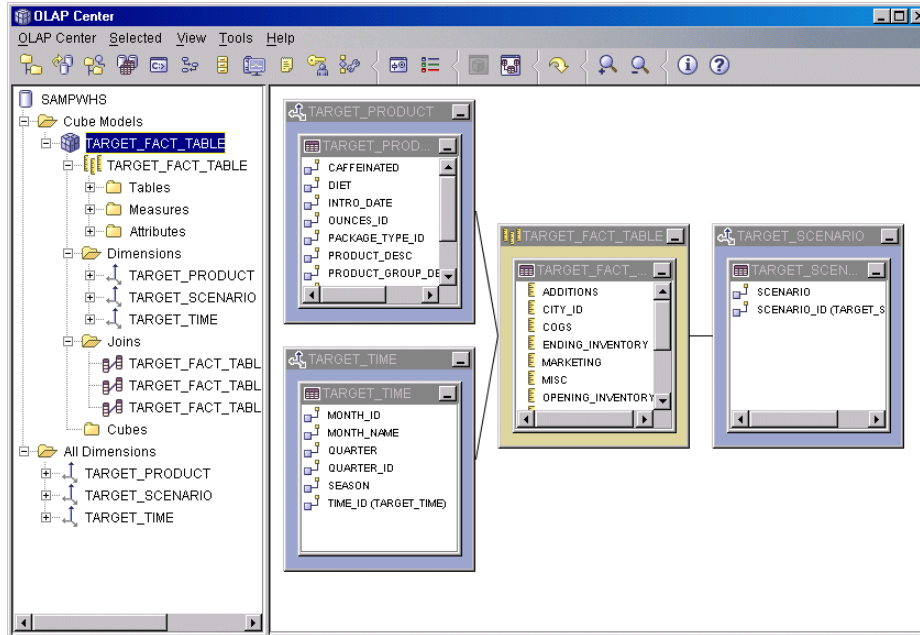 OLAP Center
OLAP Center Selected View Tools Help
SAMPWHS
Cube Models
TARGET_FACT_TABLE
TARGET_FACT_TABLE
Tables
Measures
Attributes
Dimensions
TARGET_PRODUCT
TARGET_SCENARIO
TARGET_TIME
Joins
TARGET_FACT_TABL
TARGET_FACT_TABL
TARGET_FACT_TABL
Cubes
All Dimensions
TARGET_PRODUCT
TARGET_SCENARIO
TARGET_TIME
TARGET_PRODUCT
TARGET_PROD...
CAFFEINATED
DIET
INTRO_DATE
OUNCES_ID
PACKAGE_TYPE_ID
PRODUCT_DESC
PRODUCT_GROUP_DE
TARGET_TIME
TARGET_TIME
MONTH_ID
MONTH_NAME
QUARTER
QUARTER_ID
SEASON
TIME_ID (TARGET_TIME)
TARGET_FACT_TABLE
TARGET_FACT_...
ADDITIONS
CITY_ID
COGS
ENDING_INVENTORY
MARKETING
MISC
OPENING_INVENTORY
TARGET_SCENARIO
TARGET_SCEN...
SCENARIO
SCENARIO_ID (TARGET_S